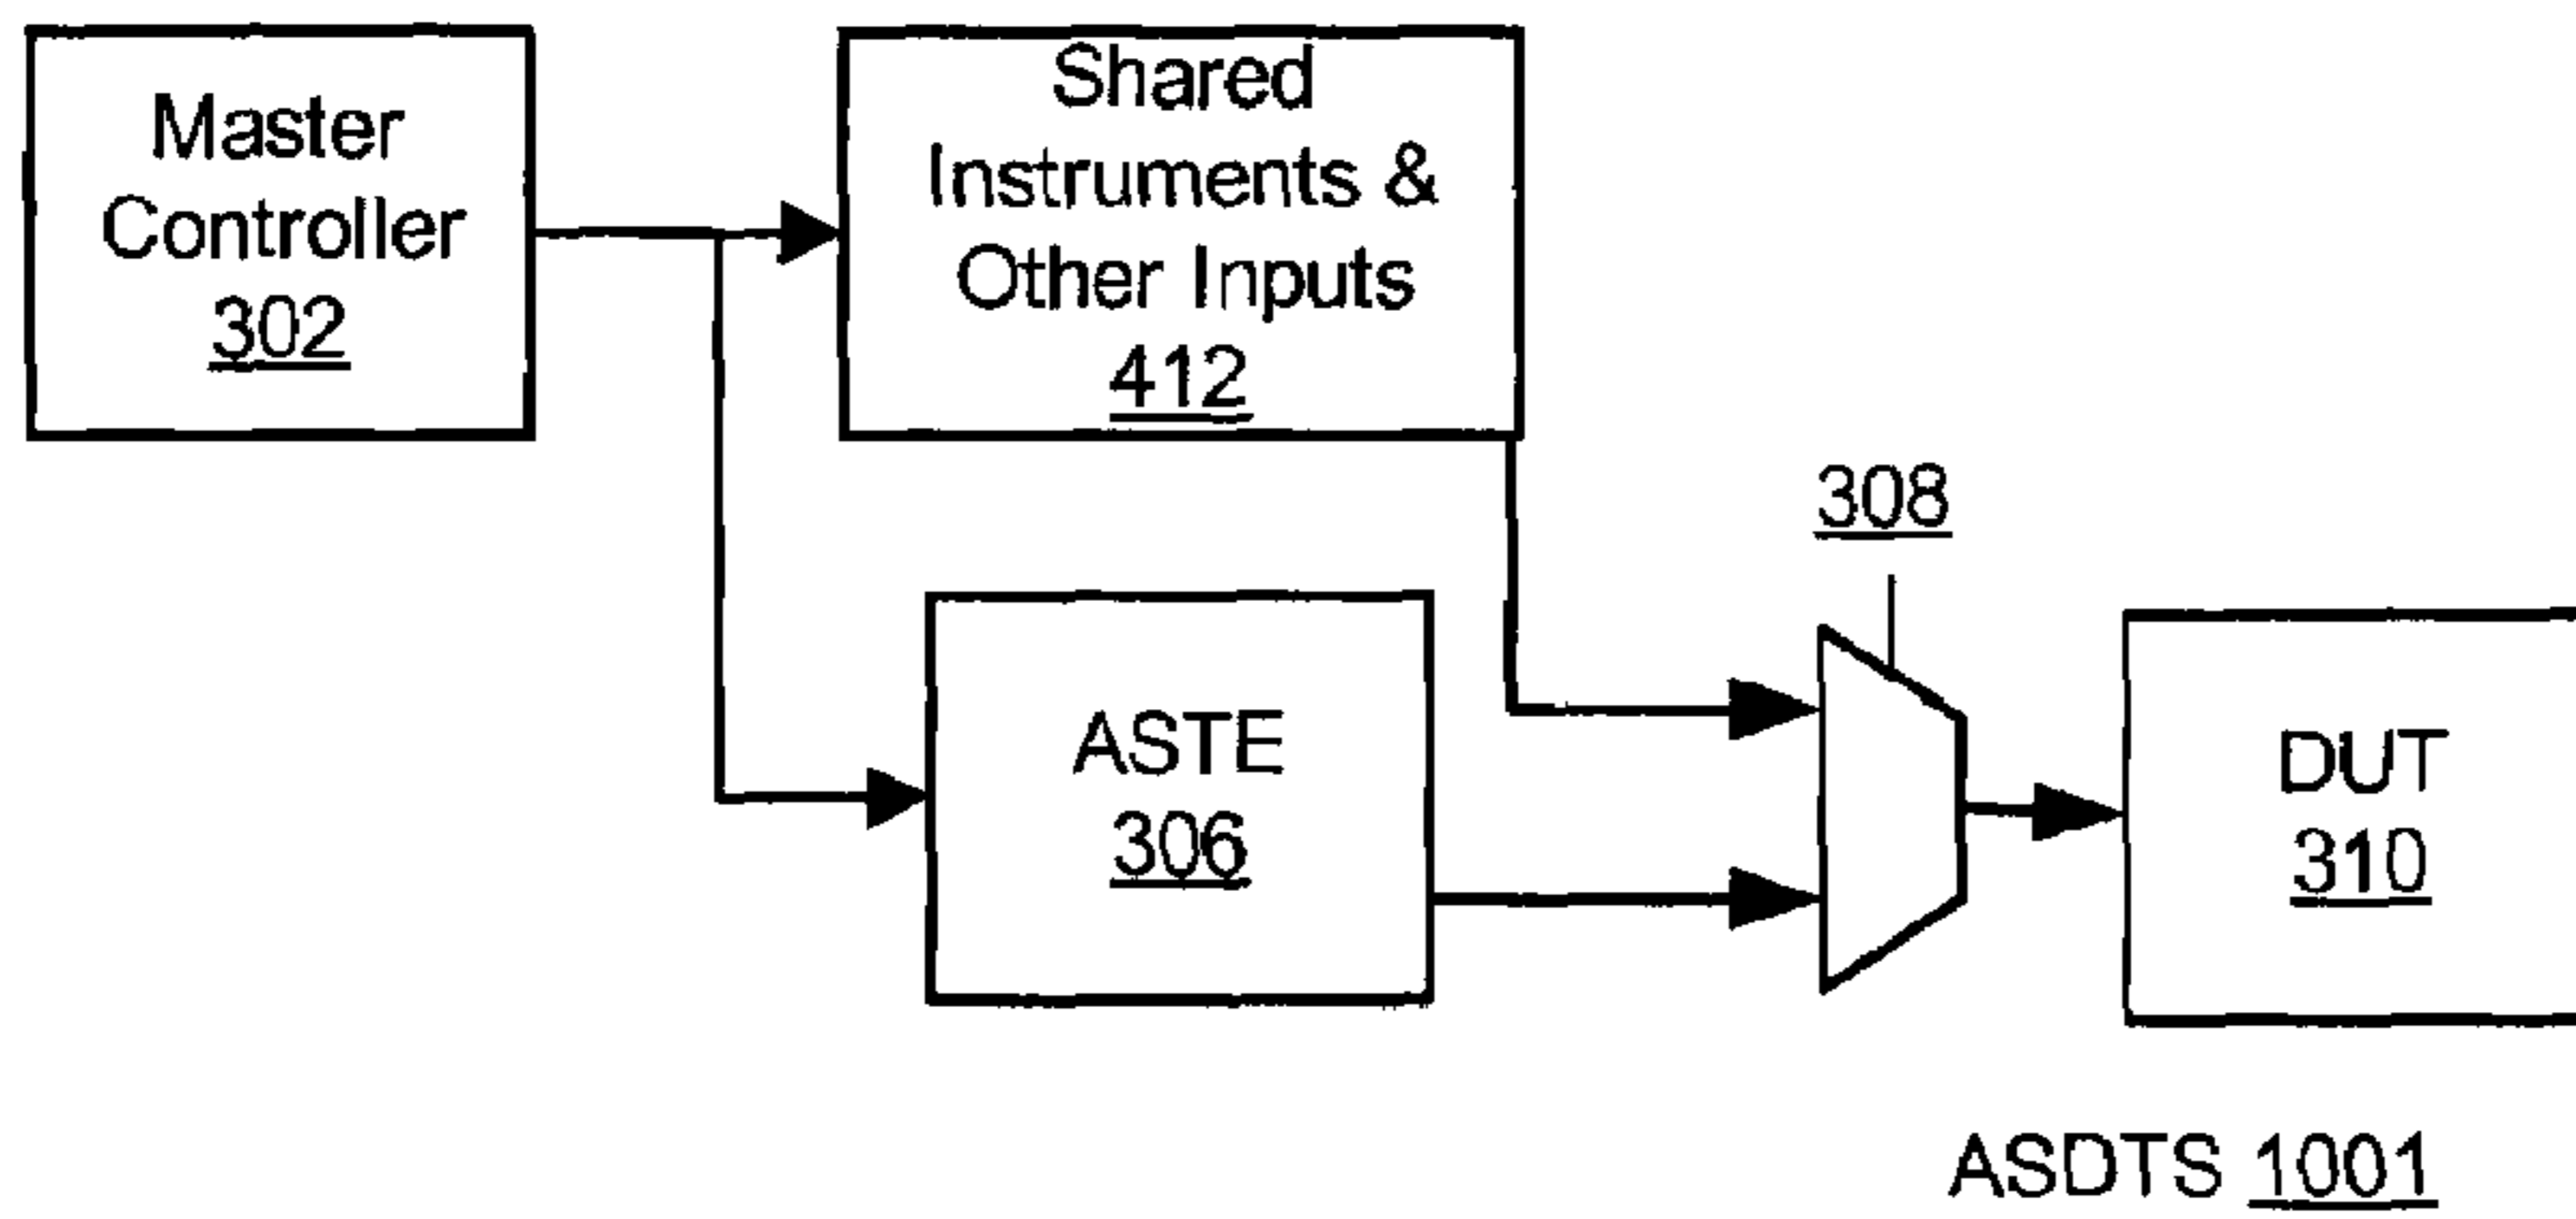 Master
Controller
302
Shared
Instruments &
Other Inputs
412
308
ASTE
306
DUT
310
ASDTS 1001